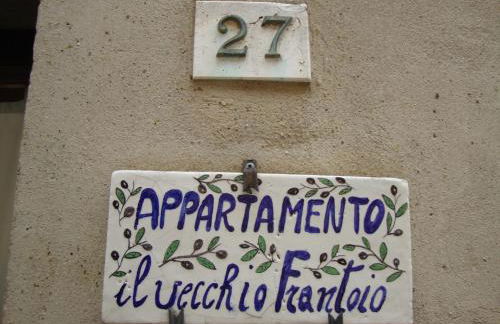 27
APPARTAMENTO
il vecchio Frantoio